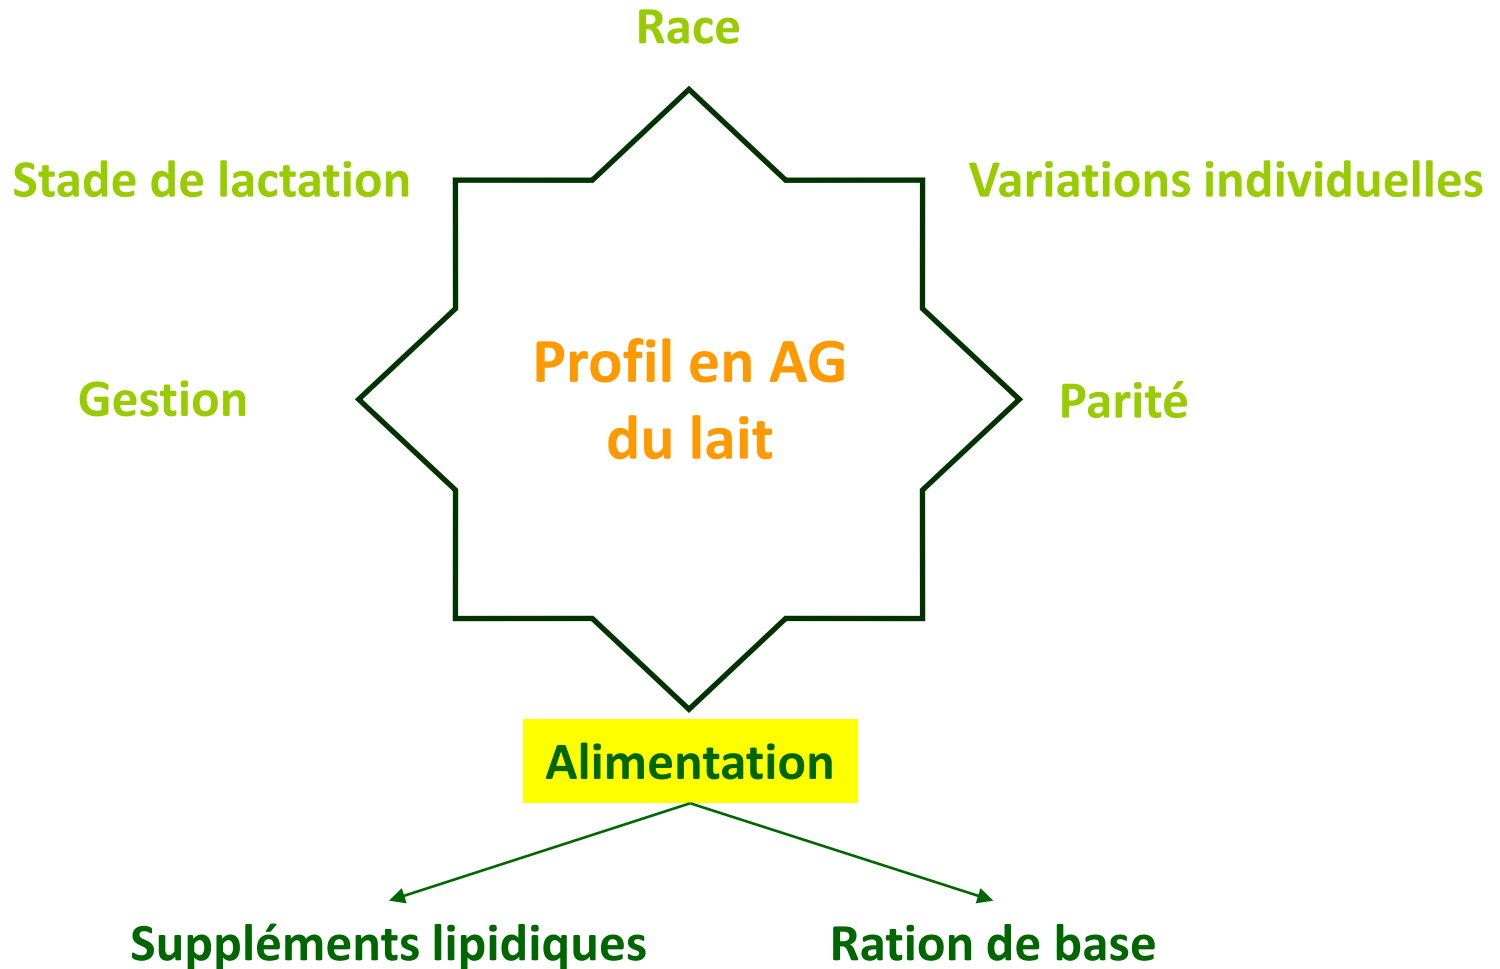 Race
Stade de lactation
Variations individuelles
Profil en AG
du lait
Gestion
Parité
Alimentation
Suppléments lipidiques
Ration de base